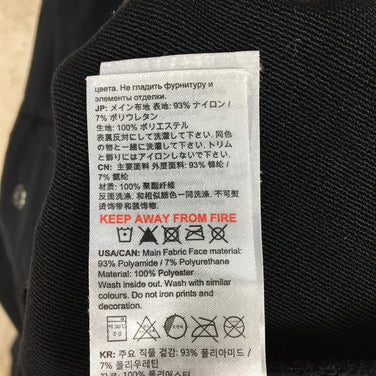 цвета. Не гладить фурнитуру и
элементы отделки.
JP: メイン布地 表地: 93% ナイロン /
7% ポリウレタン
生地: 100% ポリエステル
表裏反対にして洗濯して下さい. 同色
の物と一緒に洗濯して下さい. トリム
と飾りにはアイロンしないで下さい.
CN: 主要面料 外层面料: 93% 锦纶 /
7% 氨纶
材质: 100% 聚酯纤维
反面洗涤. 和相似颜色一同洗涤. 不可熨
烫饰带和装饰物.
KEEP AWAY FROM FIRE
USA/CAN: Main Fabric Face material:
93% Polyamide / 7% Polyurethane
Material: 100% Polyester
Wash inside out. Wash with similar
colours. Do not iron prints and
decoration.
KR: 주요 직물 겉감: 93% 폴리아미드 /
7% 폴리우레탄
직물: 100% 폴리에스터